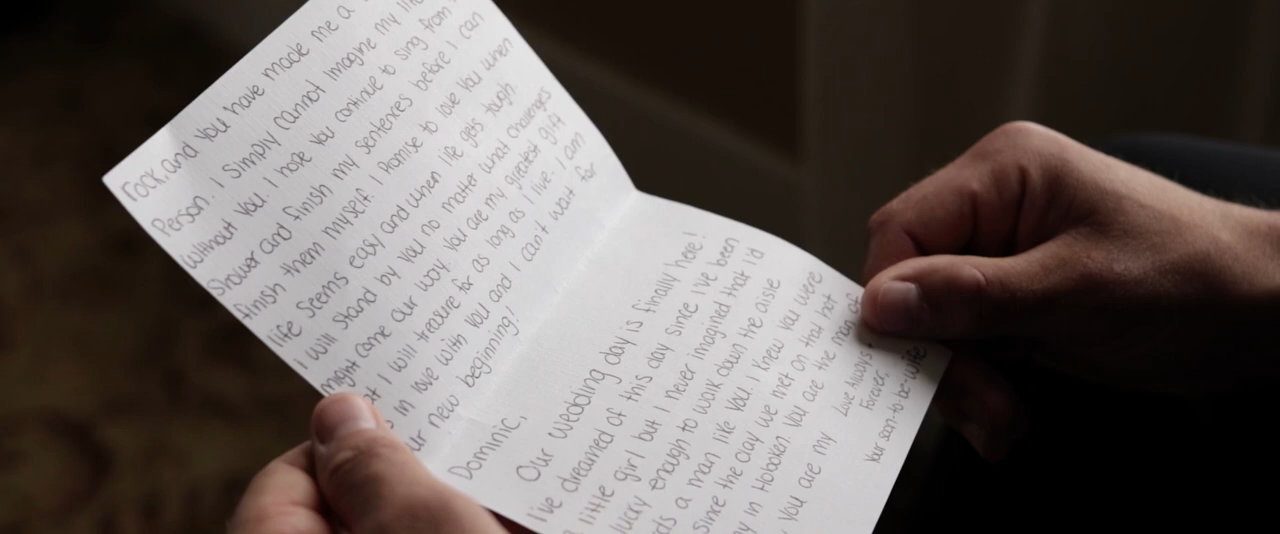 Dominic,
Our wedding day is finally here!
I've dreamed of this day since I've been
little girl but I never imagined that I'd
lucky enough to walk down the aisle
ds a man like you. I knew you were
since the day we met on that hot
ny in Hoboken. You are the man of
You are my
rock, and you have made me a
Person. I simply cannot imagine my life
without you. I hope you continue to sing from
shower and finish my sentences before I can
finish them myself. I Promise to love you when
life seems easy and when life gets tough
I will stand by you no matter what challenges
might come our way. You are my greatest gift
I will treasure for as long as I live. I am
in love with you and I can't wait for
ur new beginning!
Love Always +
Forever,
Your soon-to-be-wife